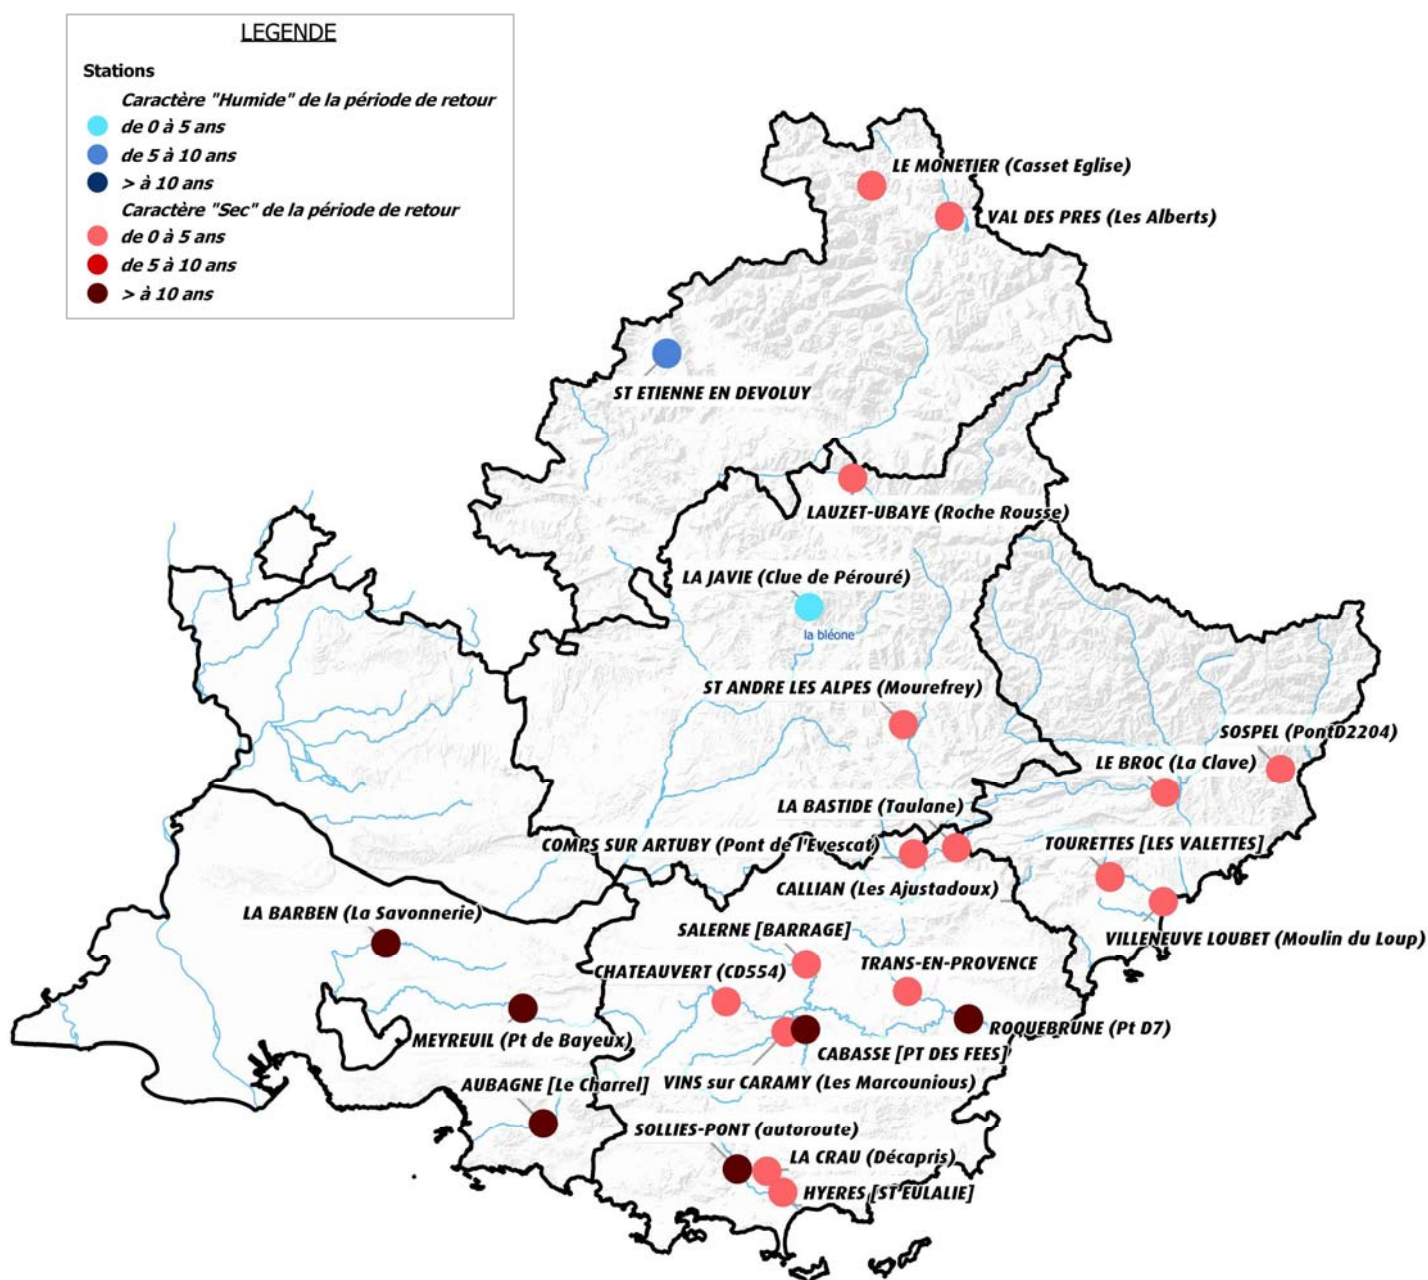 LEGENDE
Stations
Caractère "Humide" de la période de retour
de 0 à 5 ans
de 5 à 10 ans
> à 10 ans
Caractère "Sec" de la période de retour
de 0 à 5 ans
de 5 à 10 ans
> à 10 ans
LE MONETIER (Casset Eglise)
VAL DES PRES (Les Alberts)
ST ETIENNE EN DEVOLUY
LAUZET-UBAYE (Roche Rousse)
LA JAVIE (Clue de Pérouré)
la bléone
ST ANDRE LES ALPES (Mourefrey)
SOSPEL (PontD2204)
LE BROC (La Clave)
LA BASTIDE (Taulane)
COMPS SUR ARTUBY (Pont de l'Evescat)
TOURETTES [LES VALETTES]
CALLIAN (Les Ajustadoux)
LA BARBEN (La Savonnerie)
SALERNE [BARRAGE]
VILLENEUVE LOUBET (Moulin du Loup)
CHATEAUVERT (CD554)
TRANS-EN-PROVENCE
ROQUEBRUNE (Pt D7)
MEYREUIL (Pt de Bayeux)
CABASSE [PT DES FEES]
AUBAGNE [Le Charrel]
VINS sur CARAMY (Les Marcounious)
SOLLIES-PONT (autoroute)
LA CRAU (Décapris)
HYERES [ST EULALIE]